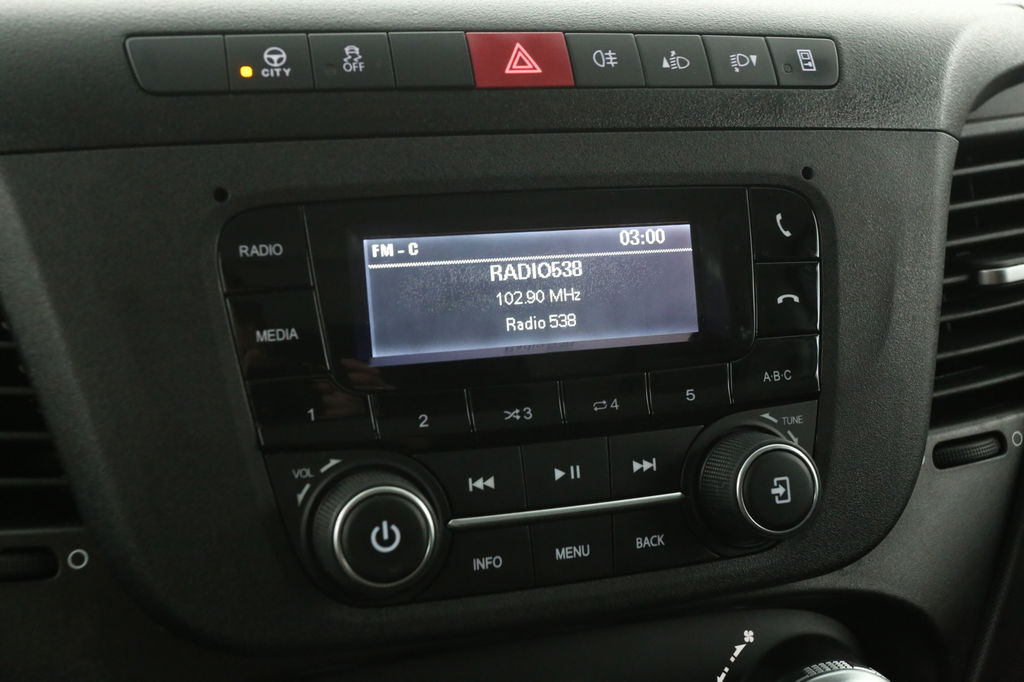 CITY
OFF
RADIO
MEDIA
FM - C 03:00
RADIO538
102.90 MHz
Radio 538
A·B·C
1 2 3 4 5
VOL
TUNE
INFO MENU BACK